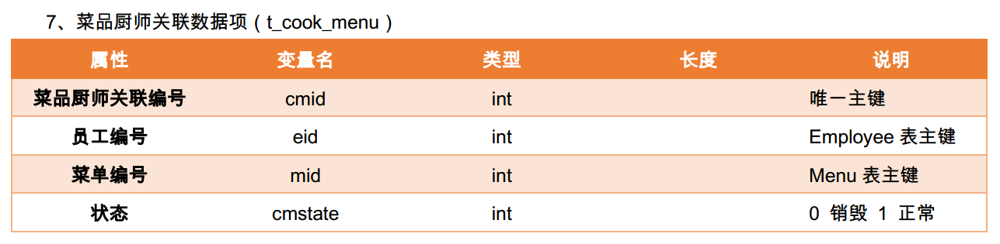 7、菜品厨师关联数据项（t_cook_menu）
属性 变量名 类型 长度 说明
菜品厨师关联编号 cmid int 唯一主键
员工编号 eid int Employee 表主键
菜单编号 mid int Menu 表主键
状态 cmstate int 0 销毁 1 正常